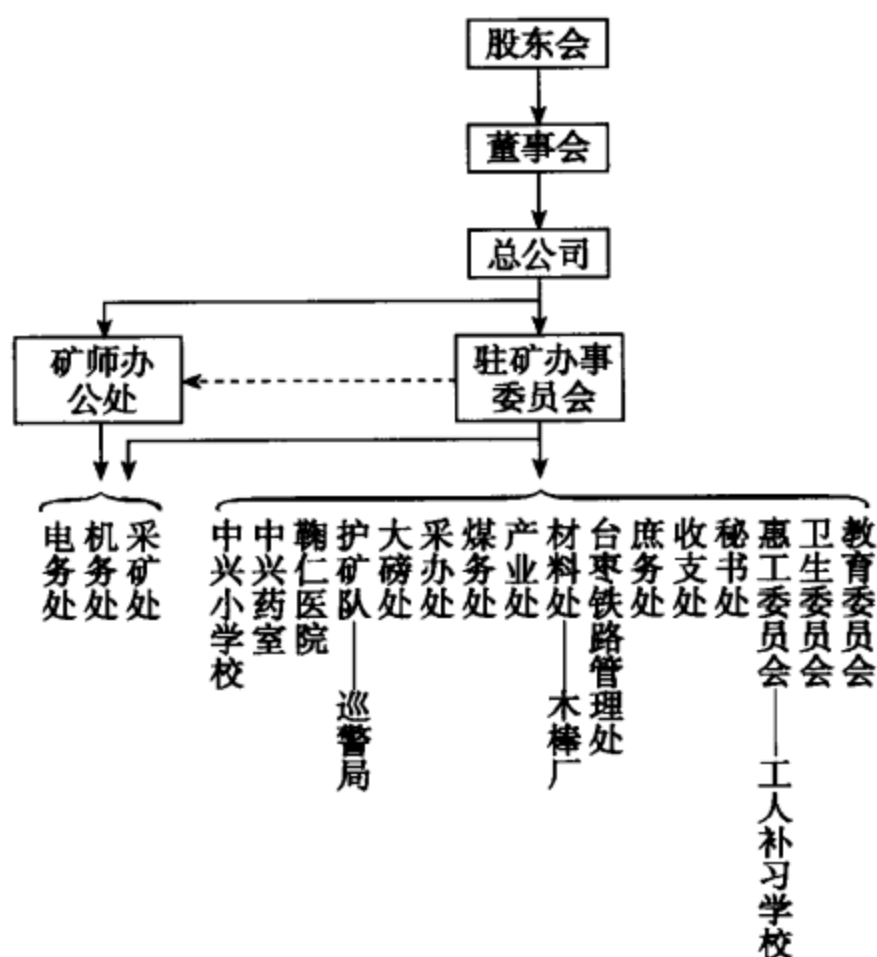 股东会
董事会
总公司
矿师办
公处
驻矿办事
委员会
电务处
机务处
采矿处
中兴小学校
中兴药室
鞠仁医院
护矿队
巡警局
大磅处
采办处
煤务处
产业处
材料处
木棒厂
台枣铁路管理处
庶务处
收支处
秘书处
惠工委员会
工人补习学校
卫生委员会
教育委员会